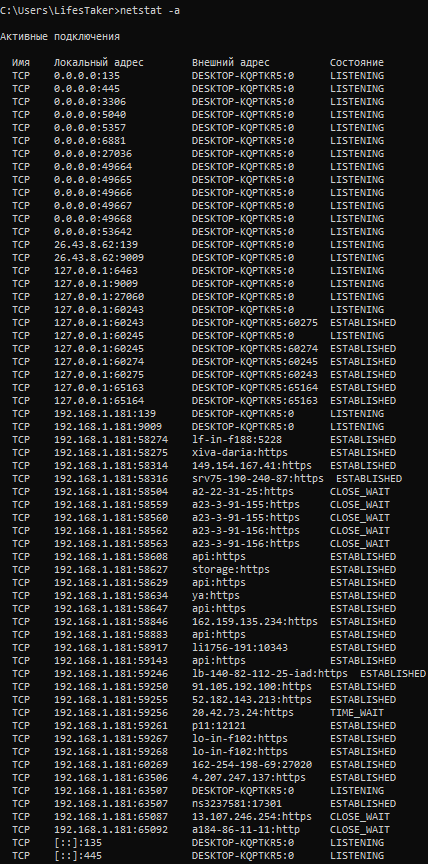 C:\Users\LifesTaker>netstat -a
Активные подключения
Имя Локальный адрес Внешний адрес Состояние
TCP 0.0.0.0:135 DESKTOP-KQPTKR5:0 LISTENING
TCP 0.0.0.0:445 DESKTOP-KQPTKR5:0 LISTENING
TCP 0.0.0.0:3306 DESKTOP-KQPTKR5:0 LISTENING
TCP 0.0.0.0:5040 DESKTOP-KQPTKR5:0 LISTENING
TCP 0.0.0.0:5357 DESKTOP-KQPTKR5:0 LISTENING
TCP 0.0.0.0:6881 DESKTOP-KQPTKR5:0 LISTENING
TCP 0.0.0.0:27036 DESKTOP-KQPTKR5:0 LISTENING
TCP 0.0.0.0:49664 DESKTOP-KQPTKR5:0 LISTENING
TCP 0.0.0.0:49665 DESKTOP-KQPTKR5:0 LISTENING
TCP 0.0.0.0:49666 DESKTOP-KQPTKR5:0 LISTENING
TCP 0.0.0.0:49667 DESKTOP-KQPTKR5:0 LISTENING
TCP 0.0.0.0:49668 DESKTOP-KQPTKR5:0 LISTENING
TCP 0.0.0.0:53642 DESKTOP-KQPTKR5:0 LISTENING
TCP 26.43.8.62:139 DESKTOP-KQPTKR5:0 LISTENING
TCP 26.43.8.62:9009 DESKTOP-KQPTKR5:0 LISTENING
TCP 127.0.0.1:6463 DESKTOP-KQPTKR5:0 LISTENING
TCP 127.0.0.1:9009 DESKTOP-KQPTKR5:0 LISTENING
TCP 127.0.0.1:27060 DESKTOP-KQPTKR5:0 LISTENING
TCP 127.0.0.1:60243 DESKTOP-KQPTKR5:0 LISTENING
TCP 127.0.0.1:60243 DESKTOP-KQPTKR5:60275 ESTABLISHED
TCP 127.0.0.1:60245 DESKTOP-KQPTKR5:0 LISTENING
TCP 127.0.0.1:60245 DESKTOP-KQPTKR5:60274 ESTABLISHED
TCP 127.0.0.1:60274 DESKTOP-KQPTKR5:60245 ESTABLISHED
TCP 127.0.0.1:60275 DESKTOP-KQPTKR5:60243 ESTABLISHED
TCP 127.0.0.1:65163 DESKTOP-KQPTKR5:65164 ESTABLISHED
TCP 127.0.0.1:65164 DESKTOP-KQPTKR5:65163 ESTABLISHED
TCP 192.168.1.181:139 DESKTOP-KQPTKR5:0 LISTENING
TCP 192.168.1.181:9009 DESKTOP-KQPTKR5:0 LISTENING
TCP 192.168.1.181:58274 lf-in-f188:5228 ESTABLISHED
TCP 192.168.1.181:58275 xiva-daria:https ESTABLISHED
TCP 192.168.1.181:58314 149.154.167.41:https ESTABLISHED
TCP 192.168.1.181:58316 srv75-190-240-87:https ESTABLISHED
TCP 192.168.1.181:58504 a2-22-31-25:https CLOSE_WAIT
TCP 192.168.1.181:58559 a23-3-91-155:https CLOSE_WAIT
TCP 192.168.1.181:58560 a23-3-91-155:https CLOSE_WAIT
TCP 192.168.1.181:58562 a23-3-91-156:https CLOSE_WAIT
TCP 192.168.1.181:58563 a23-3-91-156:https CLOSE_WAIT
TCP 192.168.1.181:58608 api:https ESTABLISHED
TCP 192.168.1.181:58627 storage:https ESTABLISHED
TCP 192.168.1.181:58629 api:https ESTABLISHED
TCP 192.168.1.181:58634 ya:https ESTABLISHED
TCP 192.168.1.181:58647 api:https ESTABLISHED
TCP 192.168.1.181:58846 162.159.135.234:https ESTABLISHED
TCP 192.168.1.181:58883 api:https ESTABLISHED
TCP 192.168.1.181:58917 li1756-191:10343 ESTABLISHED
TCP 192.168.1.181:59143 api:https ESTABLISHED
TCP 192.168.1.181:59246 lb-140-82-112-25-iad:https ESTABLISHED
TCP 192.168.1.181:59250 91.105.192.100:https ESTABLISHED
TCP 192.168.1.181:59255 52.182.143.213:https ESTABLISHED
TCP 192.168.1.181:59256 20.42.73.24:https TIME_WAIT
TCP 192.168.1.181:59261 p11:12121 ESTABLISHED
TCP 192.168.1.181:59267 lo-in-f102:https ESTABLISHED
TCP 192.168.1.181:59268 lo-in-f102:https ESTABLISHED
TCP 192.168.1.181:60269 162-254-198-69:27020 ESTABLISHED
TCP 192.168.1.181:63506 4.207.247.137:https ESTABLISHED
TCP 192.168.1.181:63507 DESKTOP-KQPTKR5:0 LISTENING
TCP 192.168.1.181:63507 ns3237581:17301 ESTABLISHED
TCP 192.168.1.181:65087 13.107.246.254:https CLOSE_WAIT
TCP 192.168.1.181:65092 a184-86-11-11:http CLOSE_WAIT
TCP [::]:135 DESKTOP-KQPTKR5:0 LISTENING
TCP [::]:445 DESKTOP-KQPTKR5:0 LISTENING